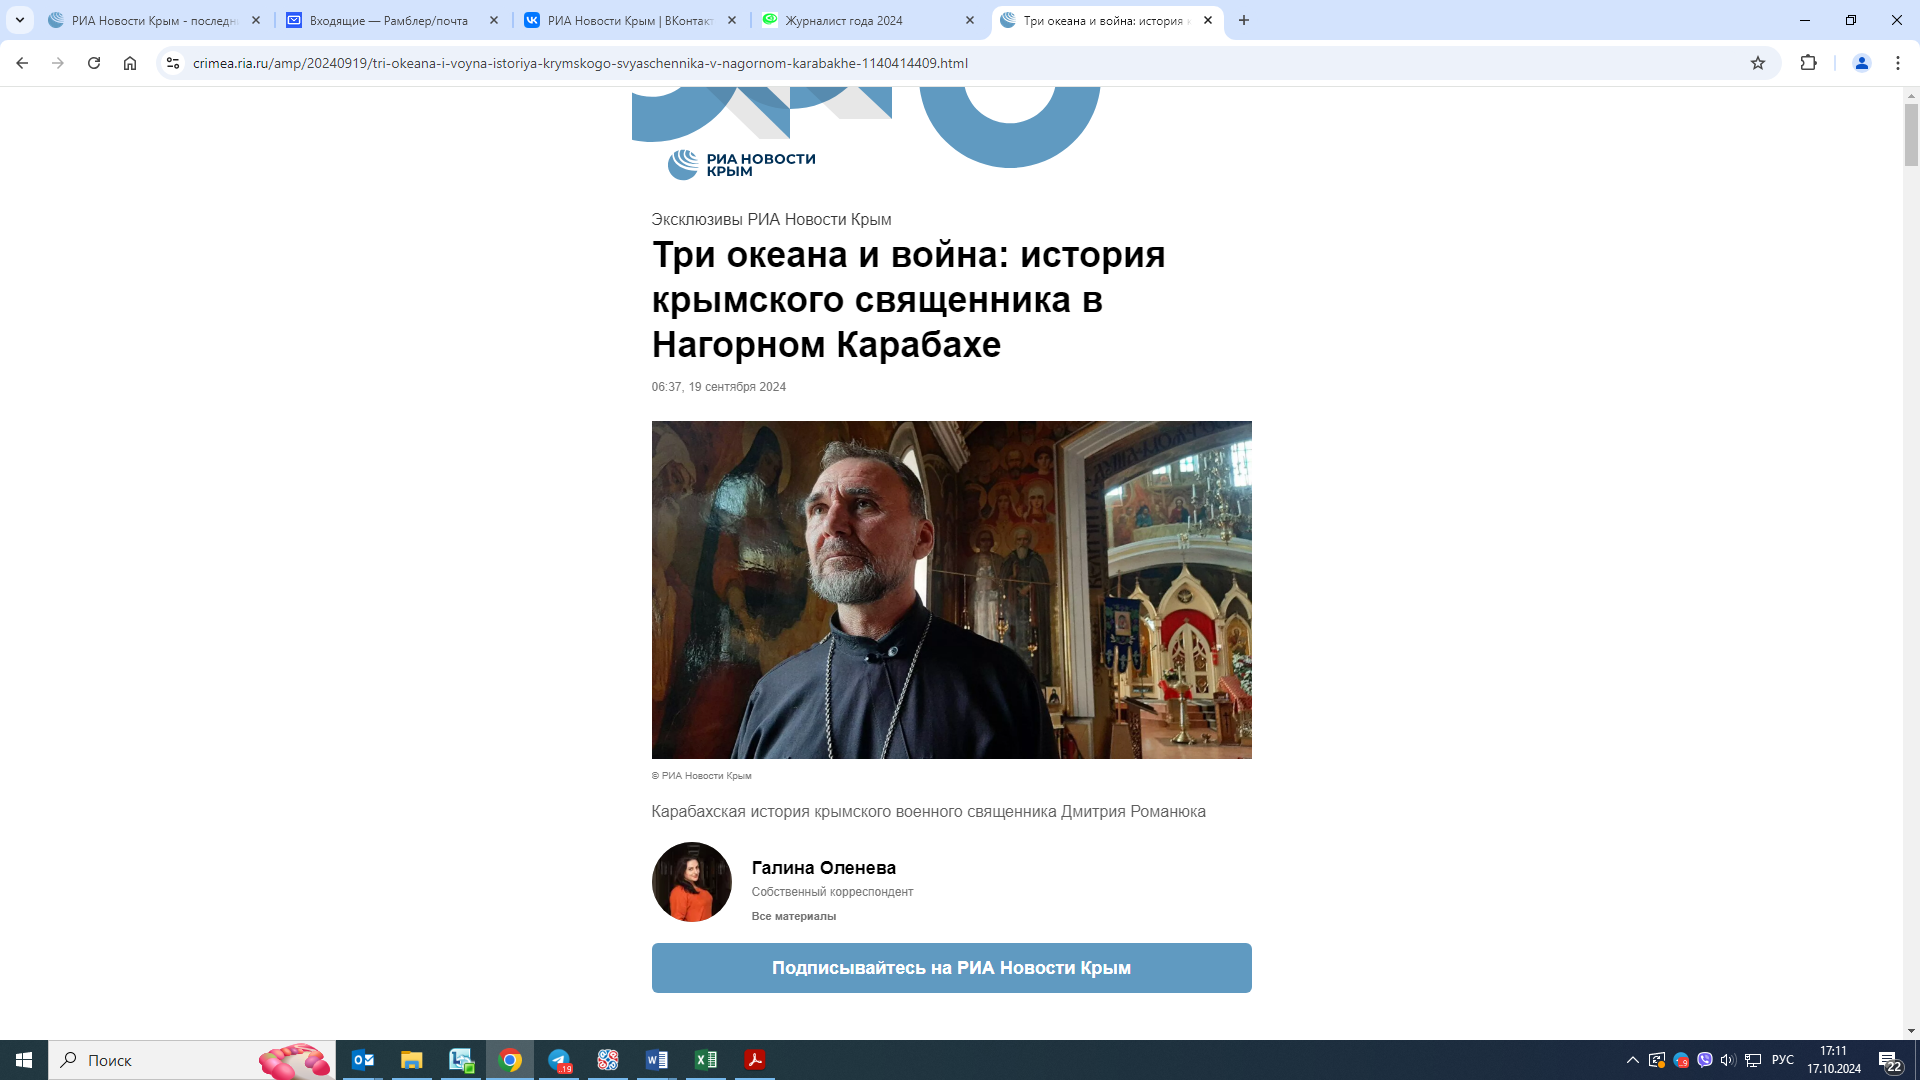 РИА Новости Крым - последн
Входящие — Рамблер/почта
РИА Новости Крым | ВКонтакт
Журналист года 2024
Три океана и война: история
crimea.ria.ru/amp/20240919/tri-okeana-i-voyna-istoriya-krymskogo-svyaschennika-v-nagornom-karabakhe-1140414409.html
РИА НОВОСТИ
КРЫМ
Эксклюзивы РИА Новости Крым
Три океана и война: история
крымского священника в
Нагорном Карабахе
06:37, 19 сентября 2024
© РИА Новости Крым
Карабахская история крымского военного священника Дмитрия Романюка
Галина Оленева
Собственный корреспондент
Все материалы
Подписывайтесь на РИА Новости Крым
Поиск
РУС
17:11
17.10.2024
22